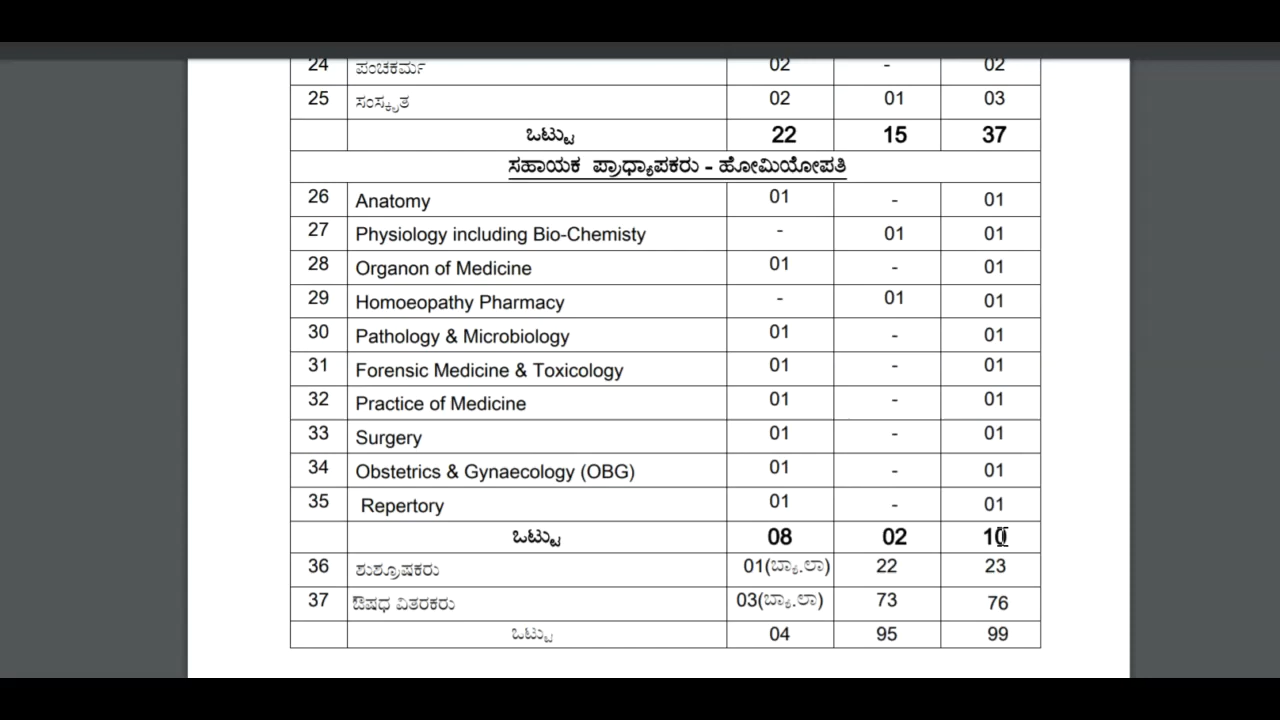 24 ಪಂಚಕರ್ಮ 02 - 02
25 ಸಂಸ್ಕೃತ 02 01 03
ಒಟ್ಟು 22 15 37
ಸಹಾಯಕ ಪ್ರಾಧ್ಯಾಪಕರು - ಹೋಮಿಯೋಪತಿ
26 Anatomy 01 - 01
27 Physiology including Bio-Chemisty - 01 01
28 Organon of Medicine 01 - 01
29 Homoeopathy Pharmacy - 01 01
30 Pathology & Microbiology 01 - 01
31 Forensic Medicine & Toxicology 01 - 01
32 Practice of Medicine 01 - 01
33 Surgery 01 - 01
34 Obstetrics & Gynaecology (OBG) 01 - 01
35 Repertory 01 - 01
ಒಟ್ಟು 08 02 10
36 ಶುಶ್ರೂಷಕರು 01(ಬ್ಯಾ.ಲಾ) 22 23
37 ಔಷಧ ವಿತರಕರು 03(ಬ್ಯಾ.ಲಾ) 73 76
ಒಟ್ಟು 04 95 99